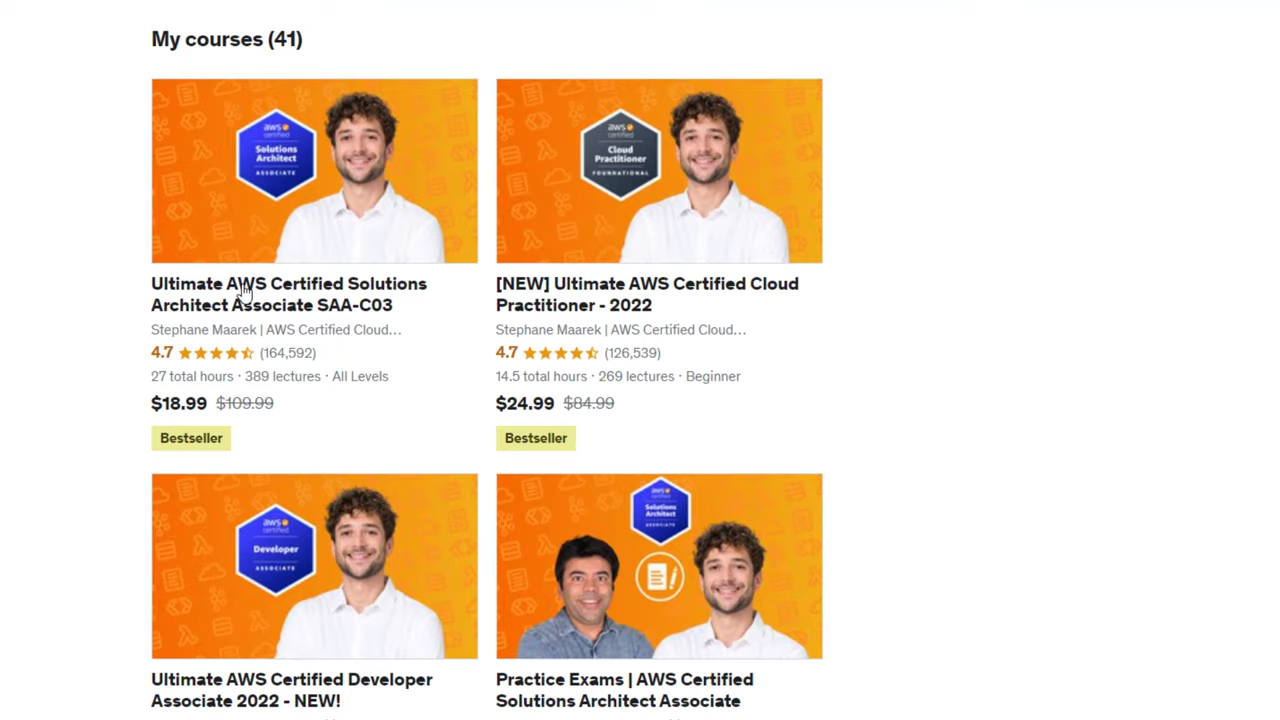 My courses (41)
aws
certified
Solutions
Architect
ASSOCIATE
aws
certified
Cloud
Practitioner
FOUNDATIONAL
Ultimate AWS Certified Solutions
Architect Associate SAA-C03
Stephane Maarek | AWS Certified Cloud…
4.7 (164,592)
27 total hours · 389 lectures · All Levels
$18.99 $109.99
Bestseller
[NEW] Ultimate AWS Certified Cloud
Practitioner - 2022
Stephane Maarek | AWS Certified Cloud…
4.7 (126,539)
14.5 total hours · 269 lectures · Beginner
$24.99 $84.99
Bestseller
aws
certified
Developer
ASSOCIATE
aws
certified
Solutions
Architect
ASSOCIATE
Ultimate AWS Certified Developer
Associate 2022 - NEW!
Practice Exams | AWS Certified
Solutions Architect Associate